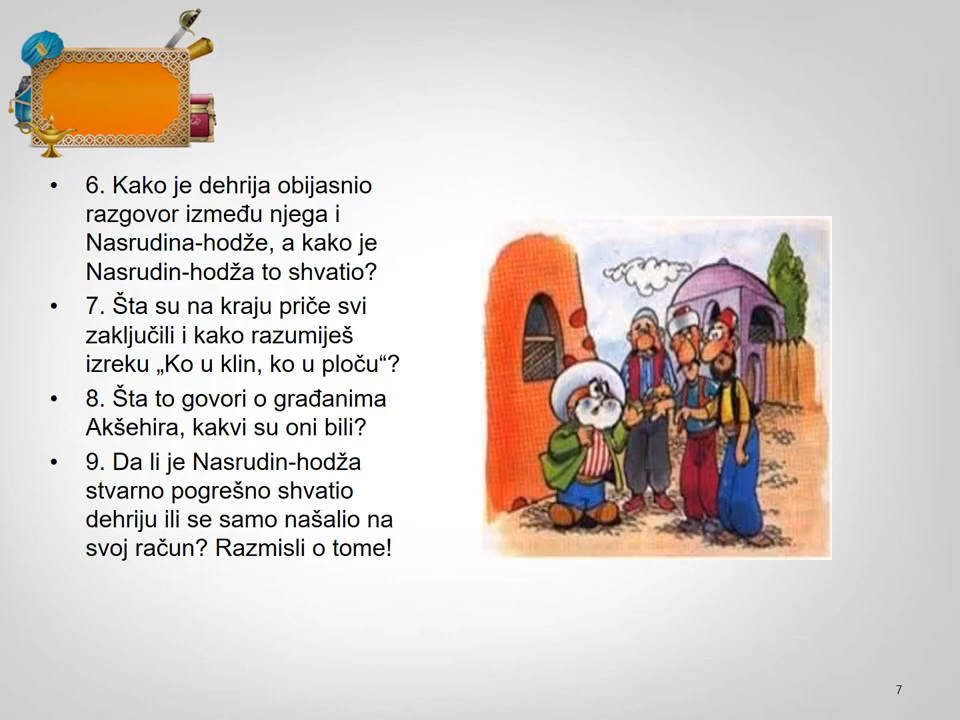 • 6. Kako je dehrija obijasnio
razgovor između njega i
Nasrudina-hodže, a kako je
Nasrudin-hodža to shvatio?
• 7. Šta su na kraju priče svi
zaključili i kako razumiješ
izreku „Ko u klin, ko u ploču“?
• 8. Šta to govori o građanima
Akšehira, kakvi su oni bili?
• 9. Da li je Nasrudin-hodža
stvarno pogrešno shvatio
dehriju ili se samo našalio na
svoj račun? Razmisli o tome!
7